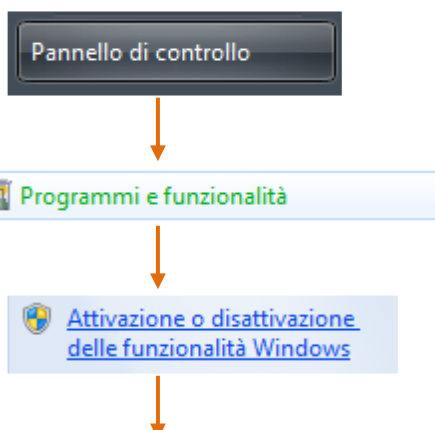 Pannello di controllo
Programmi e funzionalità
Attivazione o disattivazione
delle funzionalità Windows